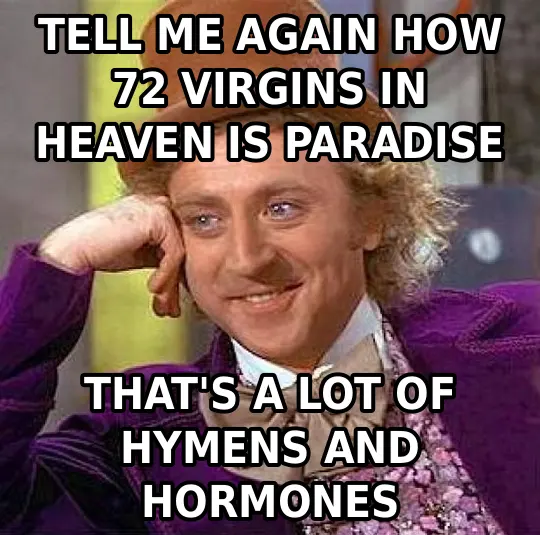 TELL ME AGAIN HOW
72 VIRGINS IN
HEAVEN IS PARADISE
THAT'S A LOT OF
HYMENS AND
HORMONES